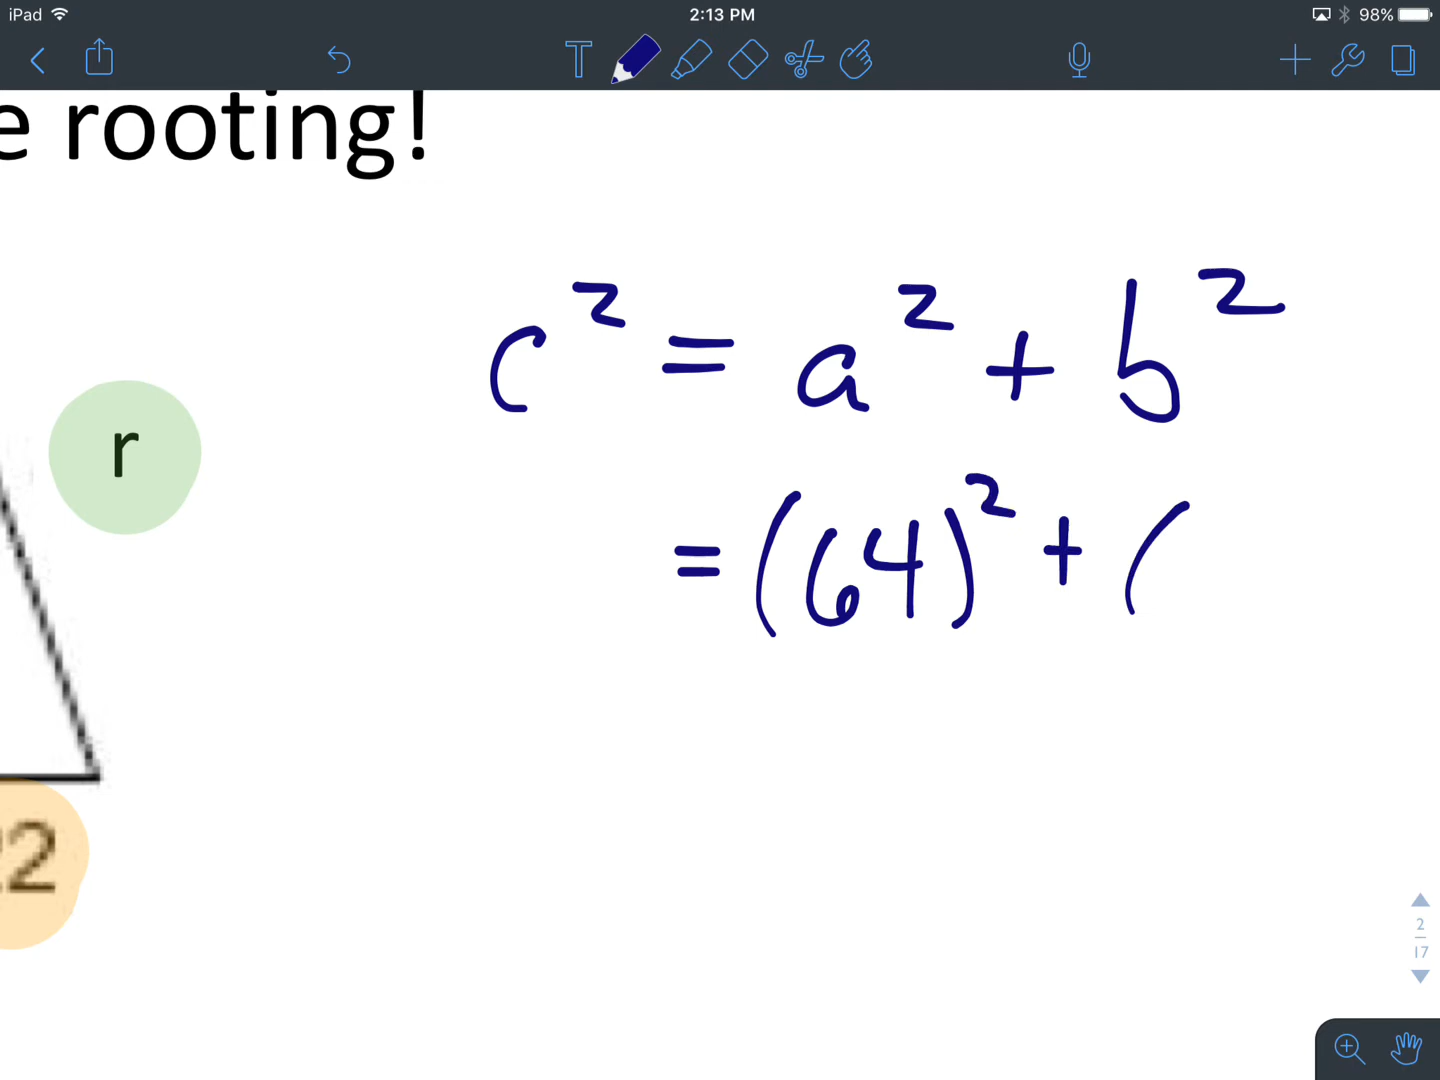 iPad 2:13 PM 98%
T
e rooting!
c² = a² + b²
r
= (64)² + (
2
2
17